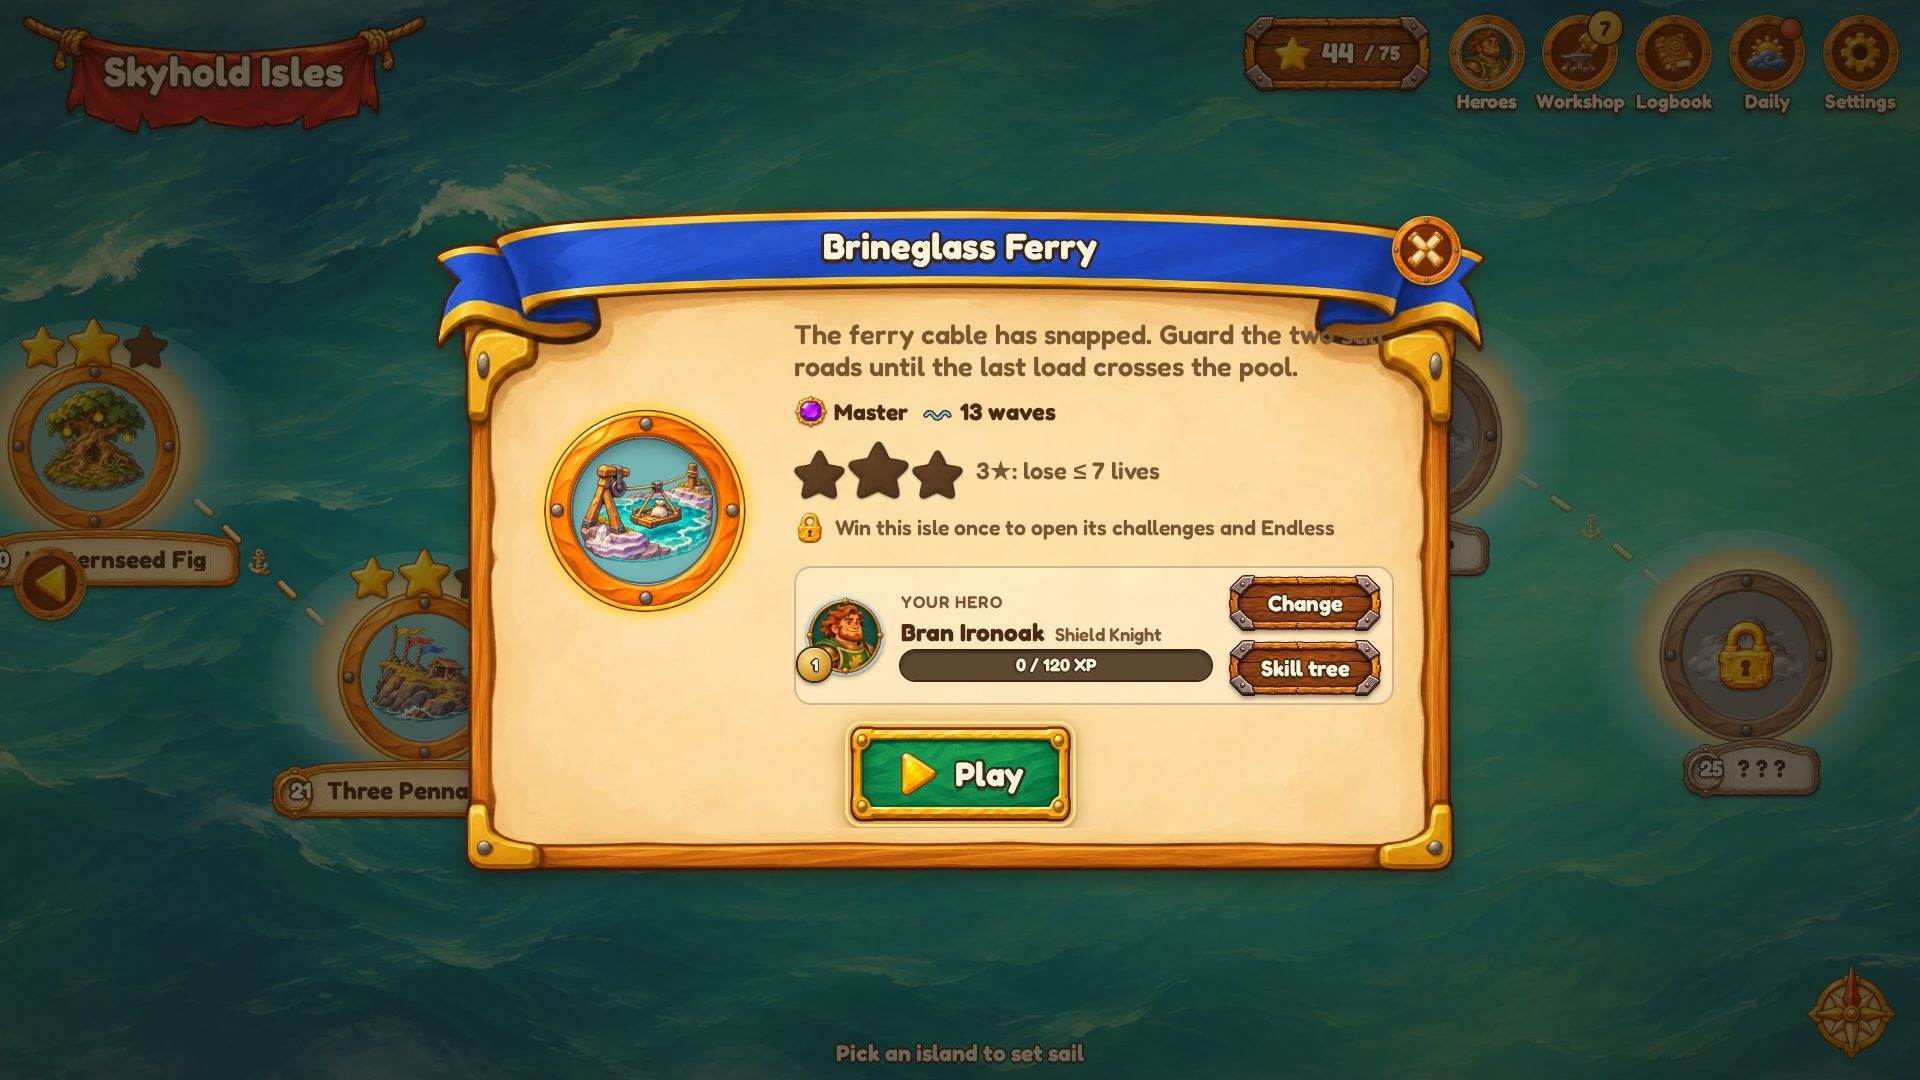 Skyhold Isles
44 / 75
7
Heroes
Workshop
Logbook
Daily
Settings
Brineglass Ferry
The ferry cable has snapped. Guard the two salt
roads until the last load crosses the pool.
Master
13 waves
3★: lose ≤ 7 lives
Win this isle once to open its challenges and Endless
YOUR HERO
Bran Ironoak Shield Knight
1
0 / 120 XP
Change
Skill tree
Play
ernseed Fig
21 Three Penna
25 ? ? ?
Pick an island to set sail